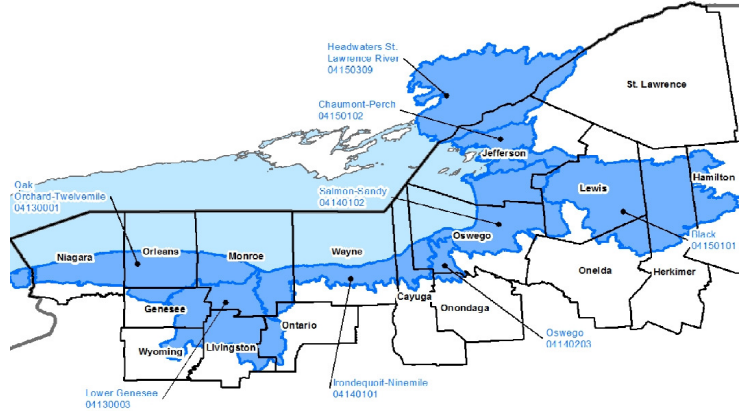 Headwaters St.
Lawrence River
04150309
St. Lawrence
Chaumont-Perch
04150102
Jefferson
Oak
Orchard-Twelvemile
04130001
Salmon-Sandy
04140102
Lewis
Hamilton
Black
04150101
Niagara
Orleans
Monroe
Wayne
Oswego
Oneida
Herkimer
Cayuga
Onondaga
Genesee
Ontario
Wyoming
Livingston
Oswego
04140203
Lower Genesee
04130003
Irondequoit-Ninemile
04140101